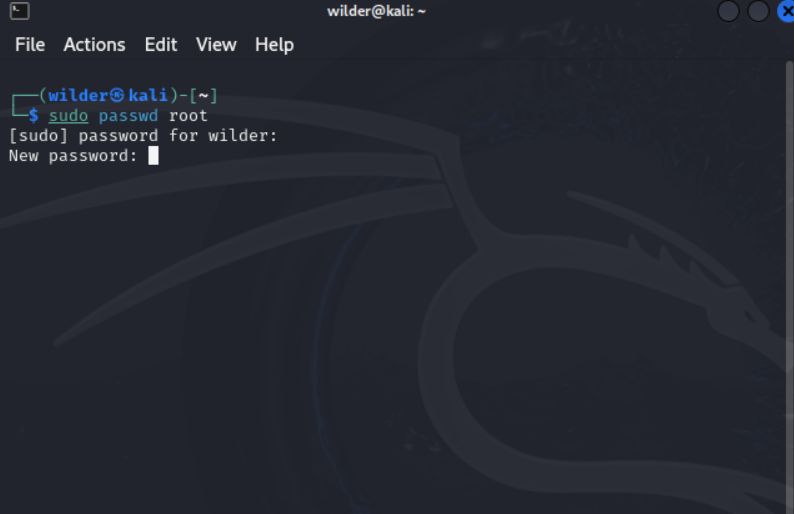 wilder@kali: ~
File Actions Edit View Help
┌──(wilder㉿kali)-[~]
└─$ sudo passwd root
[sudo] password for wilder:
New password: